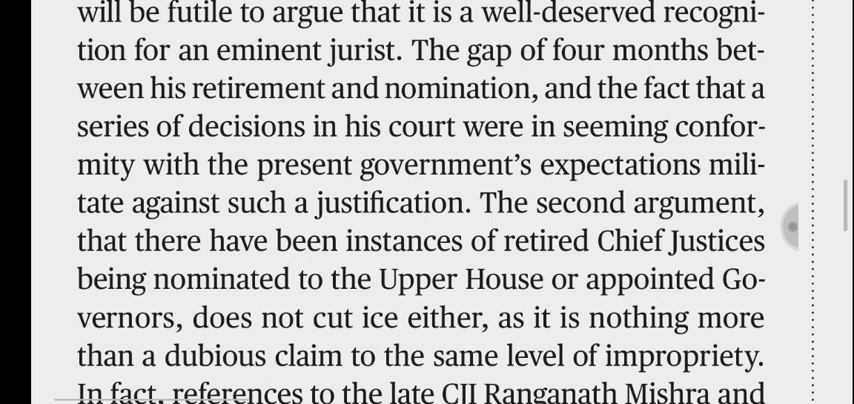 will be futile to argue that it is a well-deserved recogni-
tion for an eminent jurist. The gap of four months bet-
ween his retirement and nomination, and the fact that a
series of decisions in his court were in seeming confor-
mity with the present government’s expectations mili-
tate against such a justification. The second argument,
that there have been instances of retired Chief Justices
being nominated to the Upper House or appointed Go-
vernors, does not cut ice either, as it is nothing more
than a dubious claim to the same level of impropriety.
In fact, references to the late CJI Ranganath Mishra and